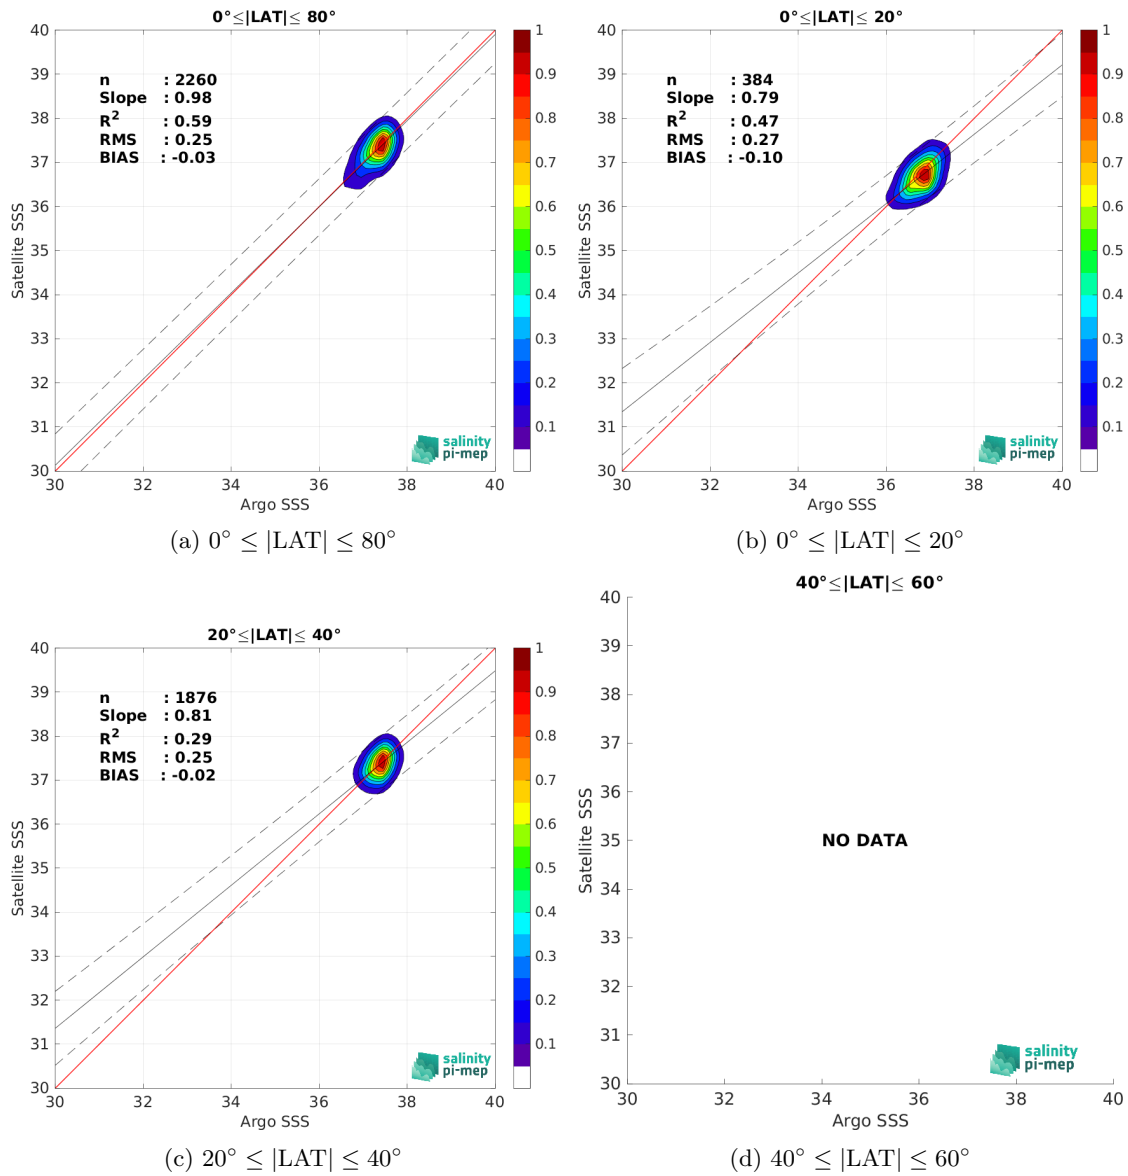 0°≤|LAT|≤ 80°
40
39
38
37
36
35
34
33
32
31
30
Satellite SSS
n : 2260
Slope : 0.98
R² : 0.59
RMS : 0.25
BIAS : -0.03
salinity
pi-mep
30 32 34 36 38 40
Argo SSS
1
0.9
0.8
0.7
0.6
0.5
0.4
0.3
0.2
0.1
(a) 0° ≤ |LAT| ≤ 80°
0°≤|LAT|≤ 20°
40
39
38
37
36
35
34
33
32
31
30
Satellite SSS
n : 384
Slope : 0.79
R² : 0.47
RMS : 0.27
BIAS : -0.10
salinity
pi-mep
30 32 34 36 38 40
Argo SSS
1
0.9
0.8
0.7
0.6
0.5
0.4
0.3
0.2
0.1
(b) 0° ≤ |LAT| ≤ 20°
20°≤|LAT|≤ 40°
40
39
38
37
36
35
34
33
32
31
30
Satellite SSS
n : 1876
Slope : 0.81
R² : 0.29
RMS : 0.25
BIAS : -0.02
salinity
pi-mep
30 32 34 36 38 40
Argo SSS
1
0.9
0.8
0.7
0.6
0.5
0.4
0.3
0.2
0.1
(c) 20° ≤ |LAT| ≤ 40°
40°≤|LAT|≤ 60°
40
39
38
37
36
35
34
33
32
31
30
Satellite SSS
NO DATA
salinity
pi-mep
30 32 34 36 38 40
Argo SSS
(d) 40° ≤ |LAT| ≤ 60°